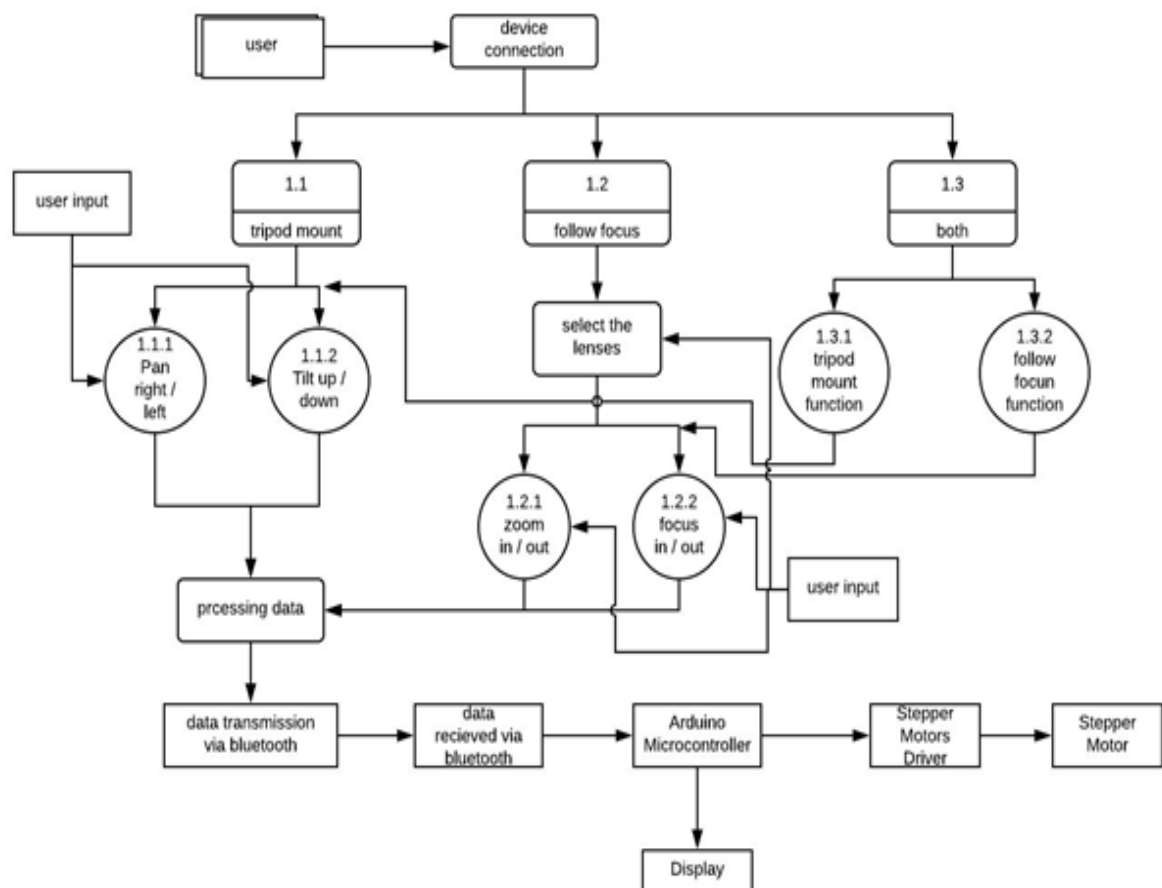 user
device
connection
1.1
tripod mount
1.2
follow focus
1.3
both
user input
1.1.1
Pan
right /
left
1.1.2
Tilt up /
down
select the
lenses
1.3.1
tripod
mount
function
1.3.2
follow
focun
function
1.2.1
zoom
in / out
1.2.2
focus
in / out
user input
prcessing data
data transmission
via bluetooth
data
recieved via
bluetooth
Arduino
Microcontroller
Stepper
Motors
Driver
Stepper
Motor
Display